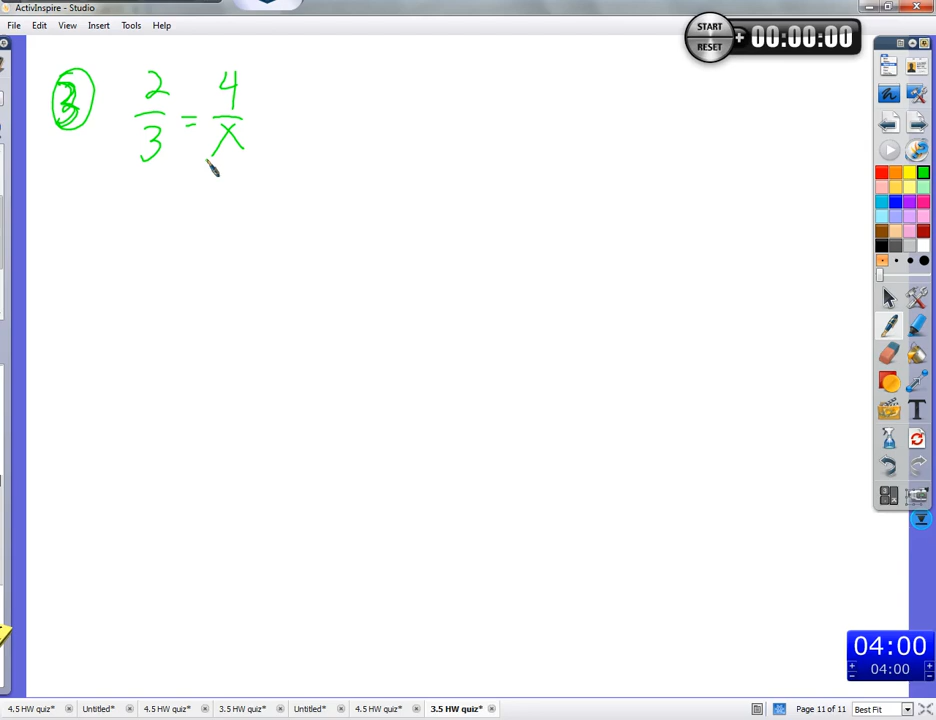 ActivInspire - Studio
START
RESET
00:00:00
File Edit View Insert Tools Help
2/3 = 4/x
04:00
04:00
4.5 HW quiz* Untitled* 4.5 HW quiz* 3.5 HW quiz* Untitled* 4.5 HW quiz* 3.5 HW quiz* Page 11 of 11 Best Fit